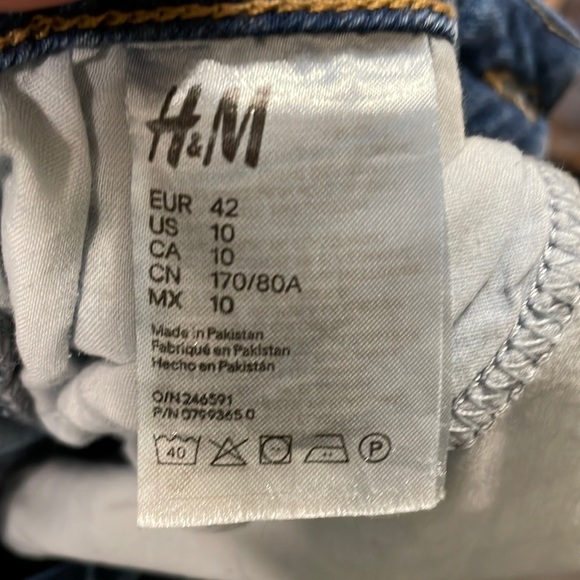 H&M
EUR 42
US 10
CA 10
CN 170/80A
MX 10
Made in Pakistan
Fabriqué en Pakistan
Hecho en Pakistán
O/N 246591
P/N 0799365 0
40 P